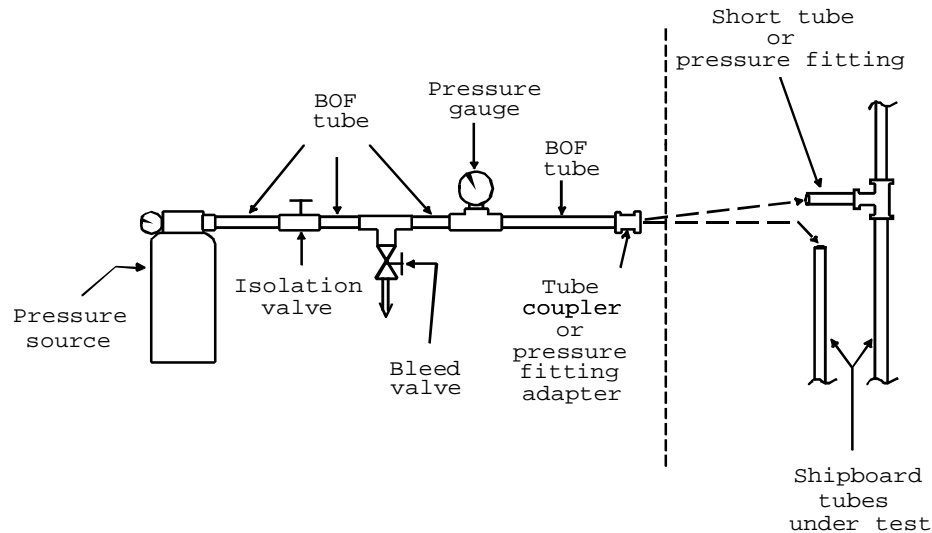 Short tube
or
pressure fitting
Pressure
gauge
BOF
tube
BOF
tube
Isolation
valve
Pressure
source
Bleed
valve
Tube
coupler
or
pressure
fitting
adapter
Shipboard
tubes
under test